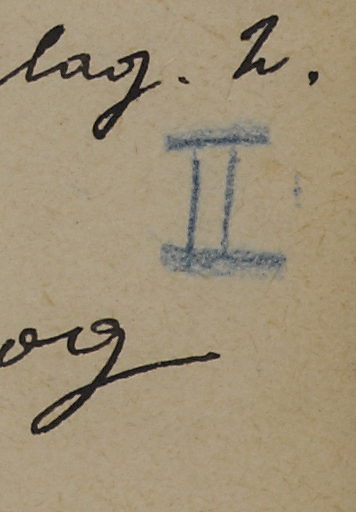 lag. 2.
II
og